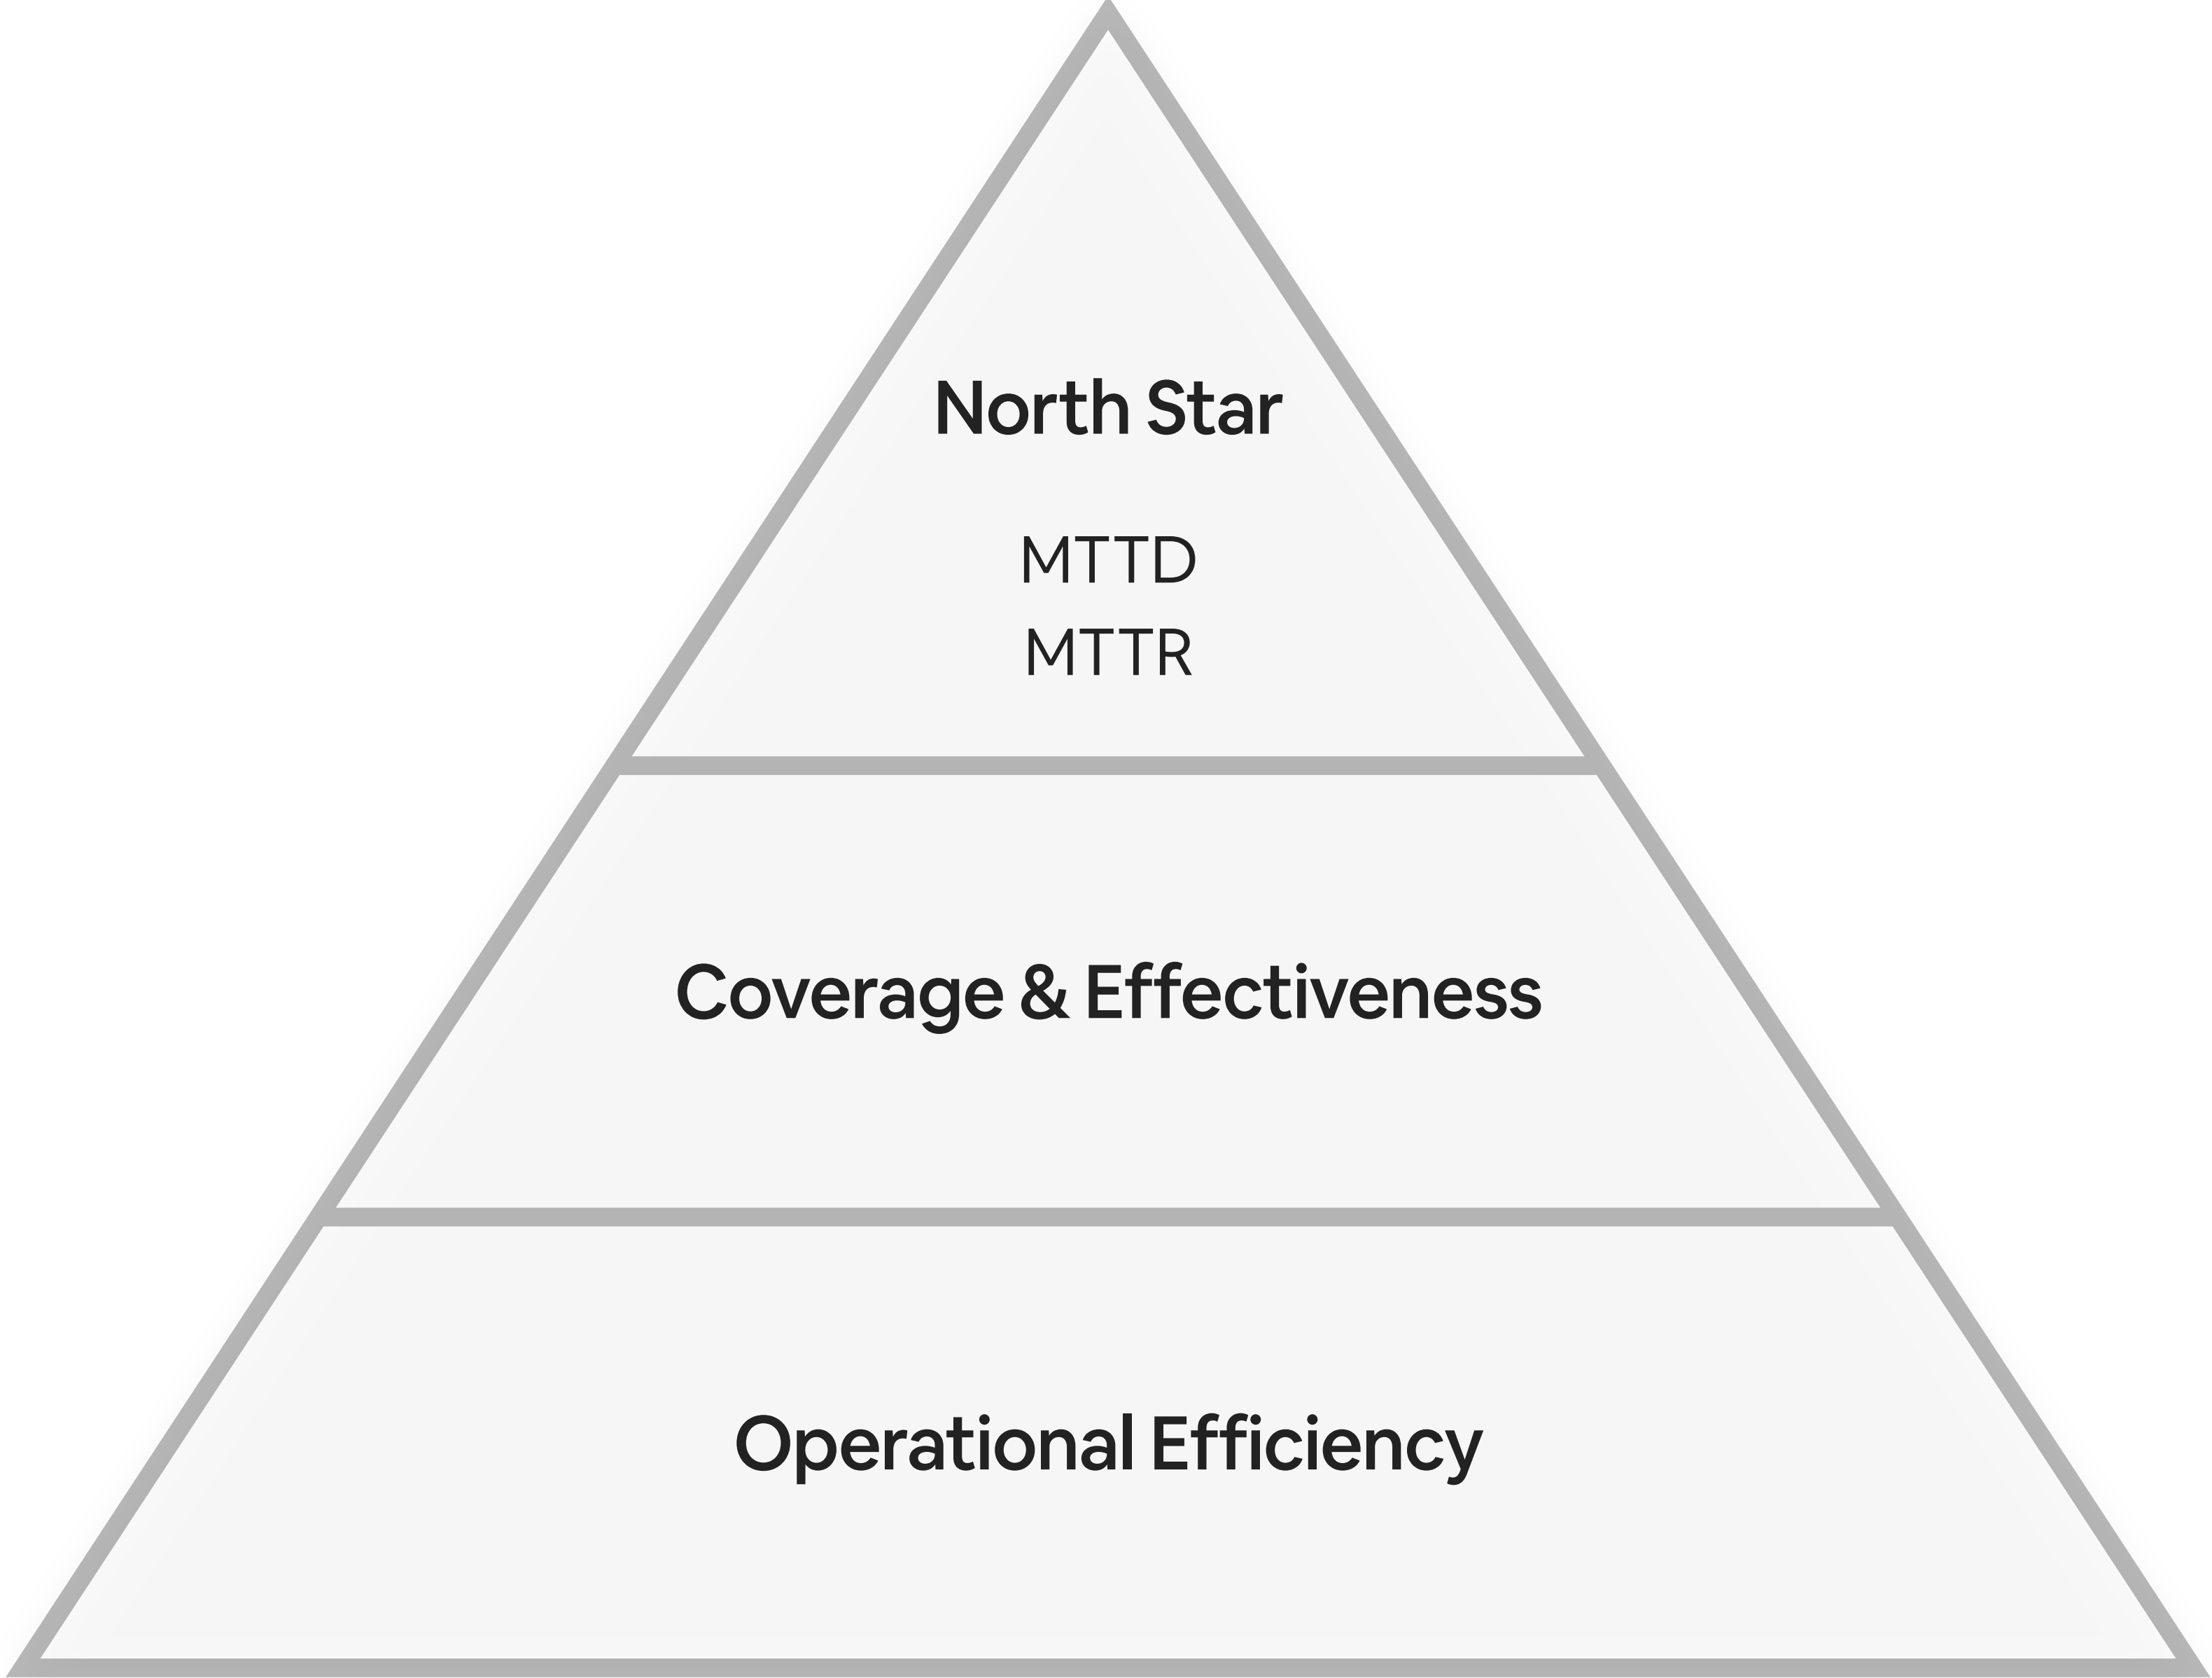 North Star
MTTD
MTTR
Coverage & Effectiveness
Operational Efficiency